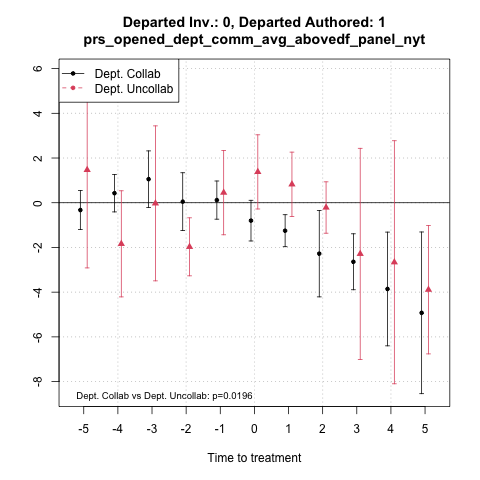 Departed Inv.: 0, Departed Authored: 1
prs_opened_dept_comm_avg_abovedf_panel_nyt
Dept. Collab
Dept. Uncollab
6
4
2
0
-2
-4
-6
-8
Dept. Collab vs Dept. Uncollab: p=0.0196
-5 -4 -3 -2 -1 0 1 2 3 4 5
Time to treatment